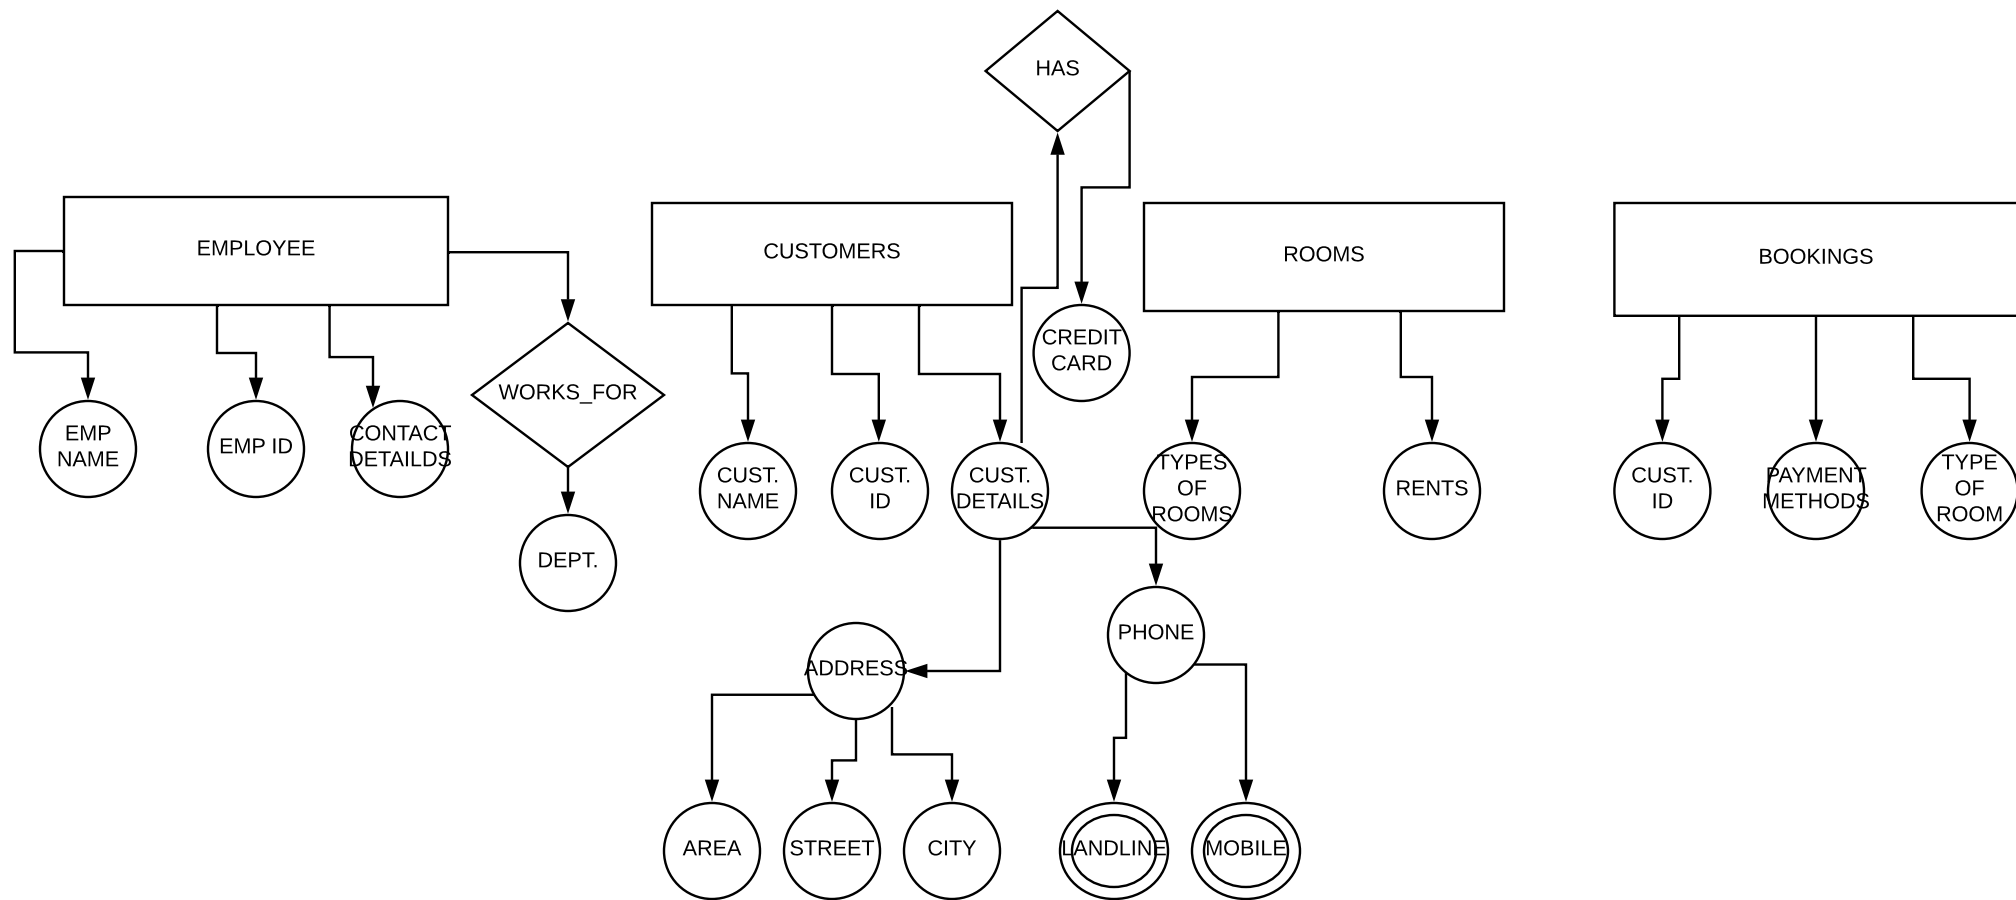 HAS
EMPLOYEE
CUSTOMERS
ROOMS
BOOKINGS
CREDIT
CARD
WORKS_FOR
EMP
NAME
EMP ID
CONTACT
DETAILDS
CUST.
NAME
CUST.
ID
CUST.
DETAILS
TYPES
OF
ROOMS
RENTS
CUST.
ID
PAYMENT
METHODS
TYPE
OF
ROOM
DEPT.
PHONE
ADDRESS
AREA
STREET
CITY
LANDLINE
MOBILE